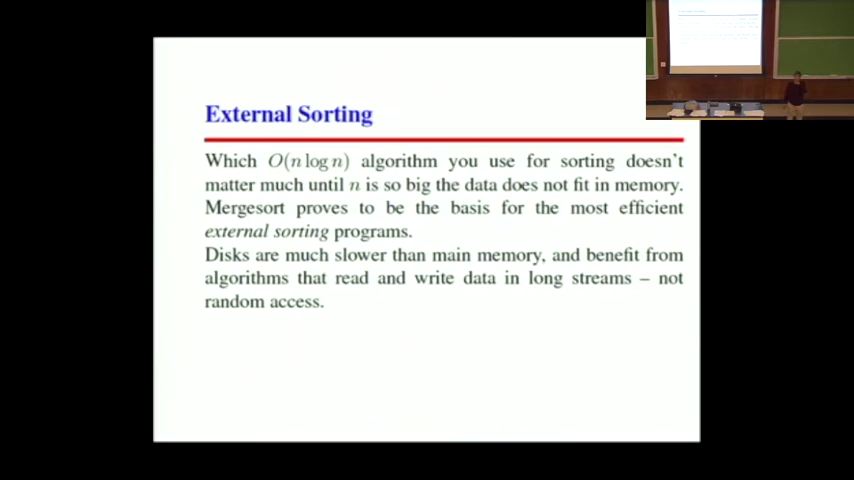 External Sorting
Which O(n log n) algorithm you use for sorting doesn't
matter much until n is so big the data does not fit in memory.
Mergesort proves to be the basis for the most efficient
external sorting programs.
Disks are much slower than main memory, and benefit from
algorithms that read and write data in long streams – not
random access.